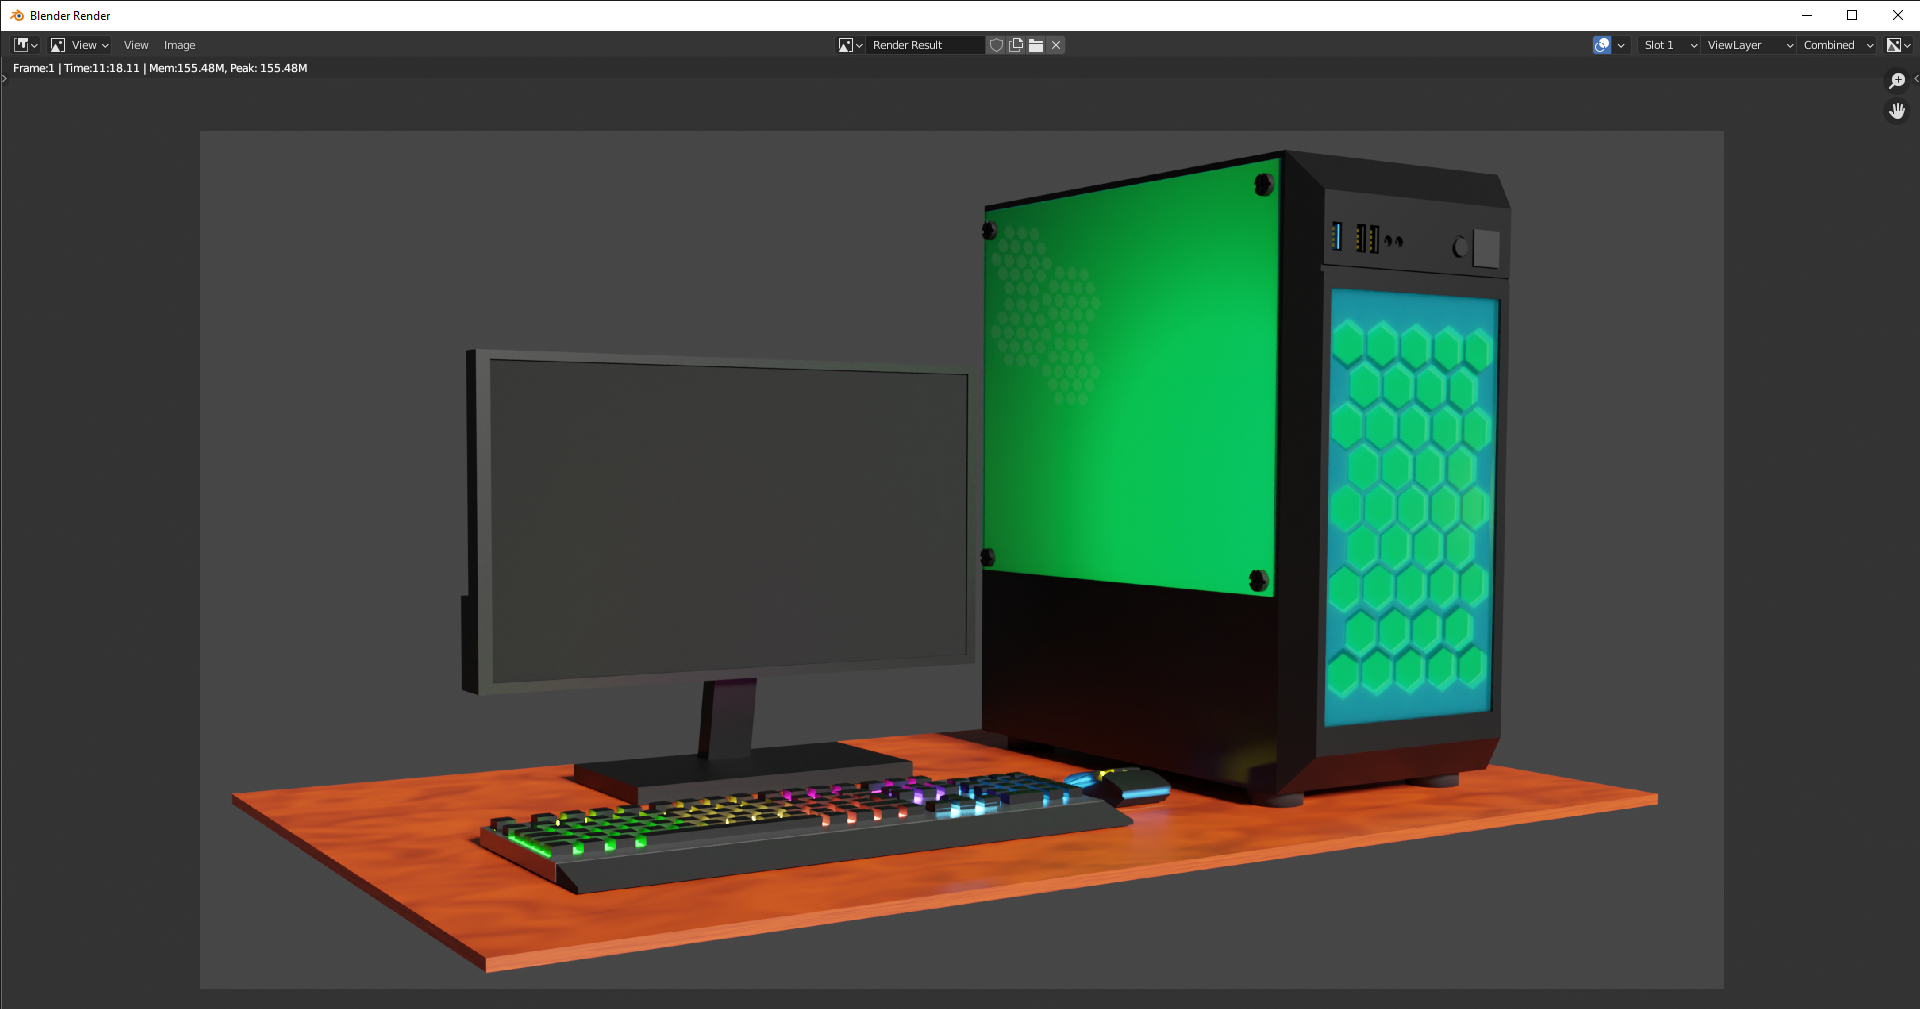 Blender Render
View View Image Render Result Slot 1 ViewLayer Combined
Frame:1 | Time:11:18.11 | Mem:155.48M, Peak: 155.48M